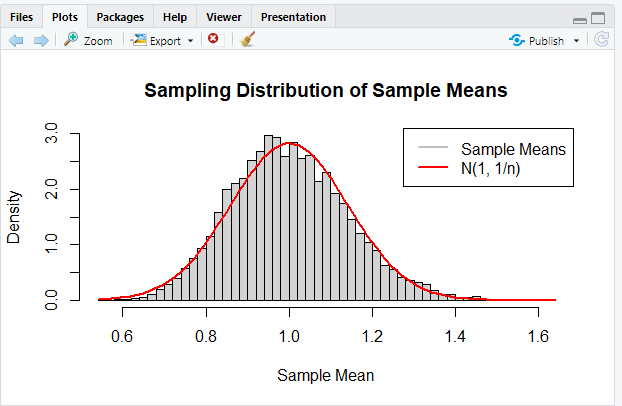 Files Plots Packages Help Viewer Presentation
Zoom Export Publish
Sampling Distribution of Sample Means
Sample Means
N(1, 1/n)
Density
0.0 1.0 2.0 3.0
0.6 0.8 1.0 1.2 1.4 1.6
Sample Mean